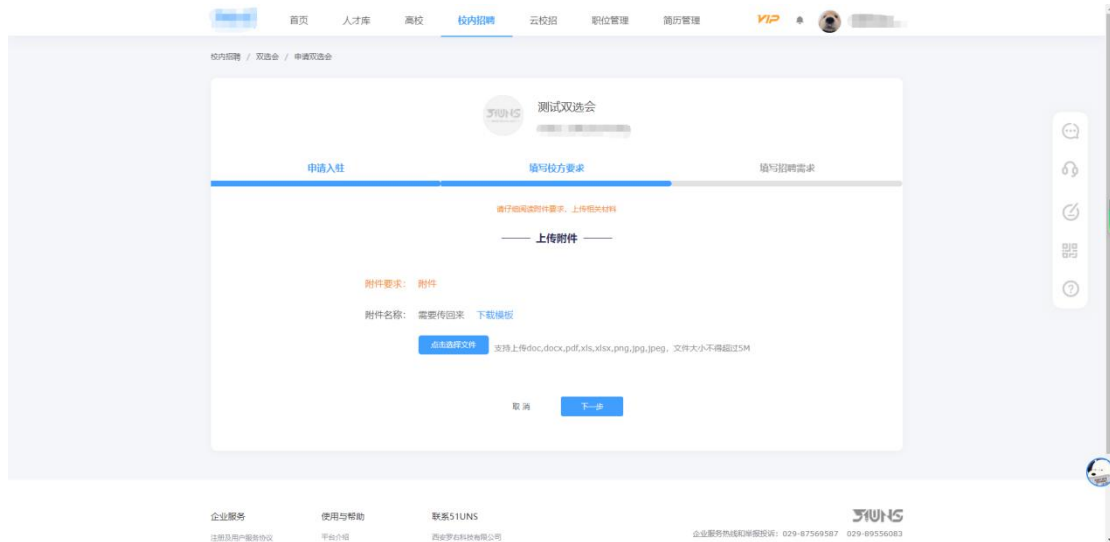 首页 人才库 高校 校内招聘 云校招 职位管理 简历管理 VIP
校内招聘 / 双选会 / 申请双选会
51UNS
测试双选会
申请入驻 填写校方要求 填写招聘需求
请仔细阅读附件要求，上传相关材料
上传附件
附件要求： 附件
附件名称： 需要传回来 下载模板
点击选择文件 支持上传doc,docx,pdf,xls,xlsx,png,jpg,jpeg，文件大小不得超过5M
取 消 下一步
51UNS
企业服务 使用与帮助 联系51UNS
注册及用户服务协议 平台介绍 西安罗右科技有限公司 企业服务热线和举报投诉：029-87569587 029-89556083